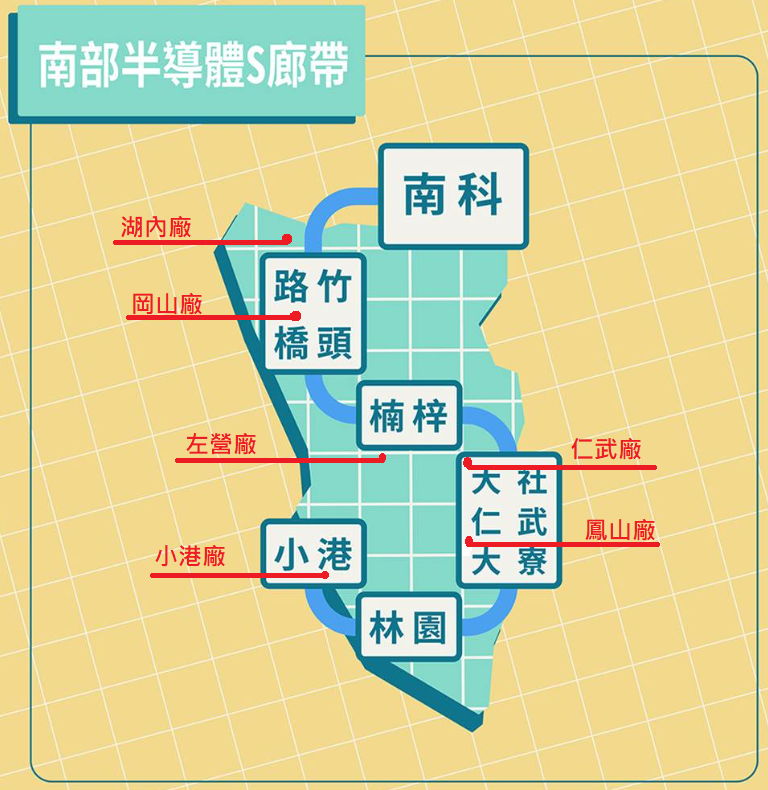 南部半導體S廊帶
南科
湖內廠
路竹
岡山廠
橋頭
楠梓
左營廠
仁武廠
大社
仁武
鳳山廠
小港
小港廠
大寮
林園